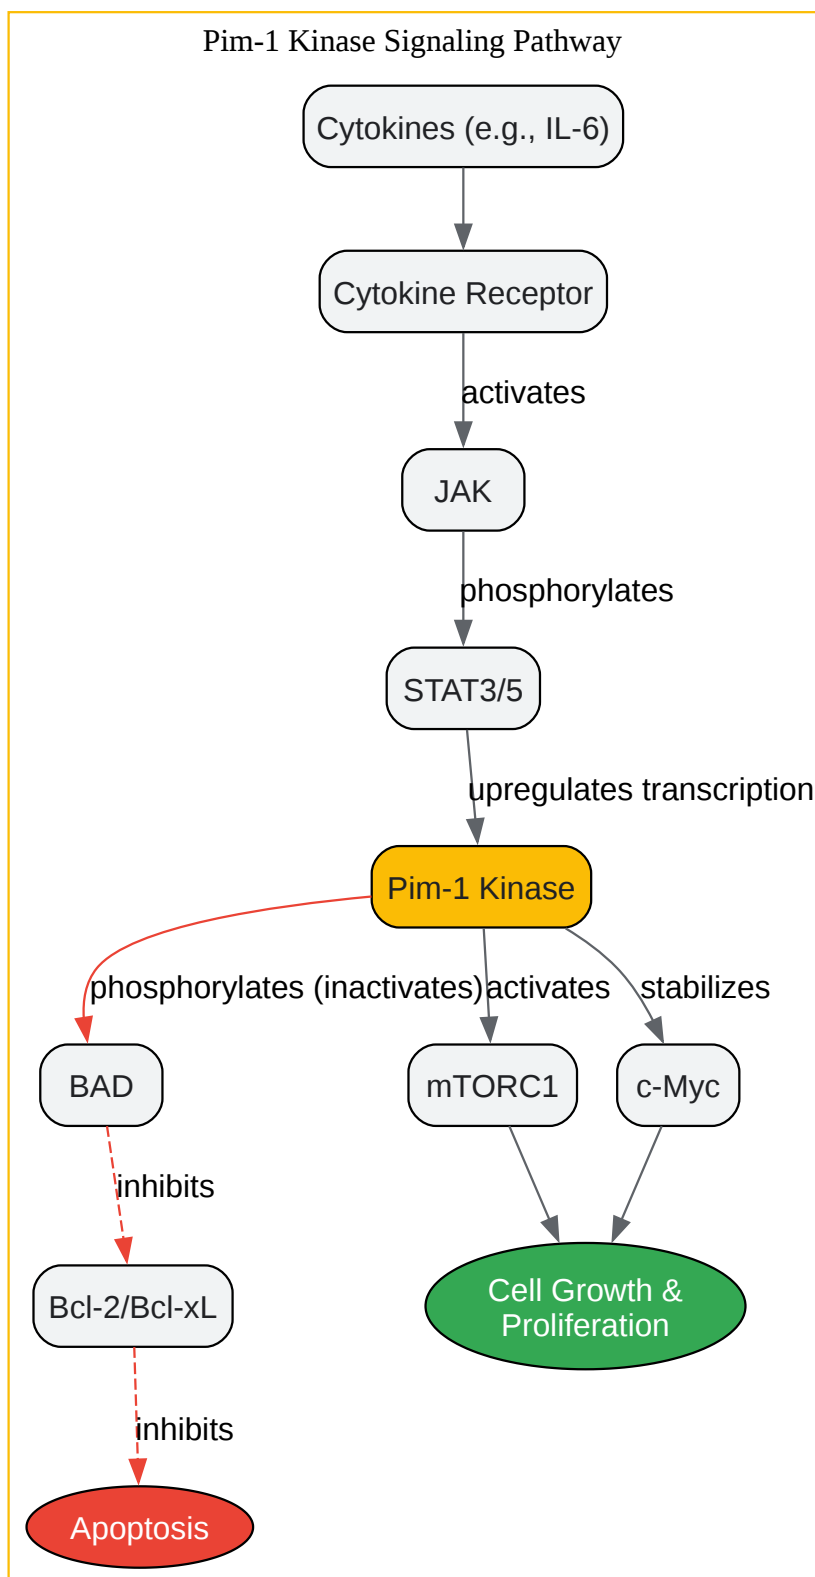 Pim-1 Kinase Signaling Pathway
Cytokines (e.g., IL-6)
Cytokine Receptor
activates
JAK
phosphorylates
STAT3/5
upregulates transcription
Pim-1 Kinase
phosphorylates (inactivates)
activates
stabilizes
BAD
mTORC1
c-Myc
inhibits
Bcl-2/Bcl-xL
Cell Growth &
Proliferation
inhibits
Apoptosis